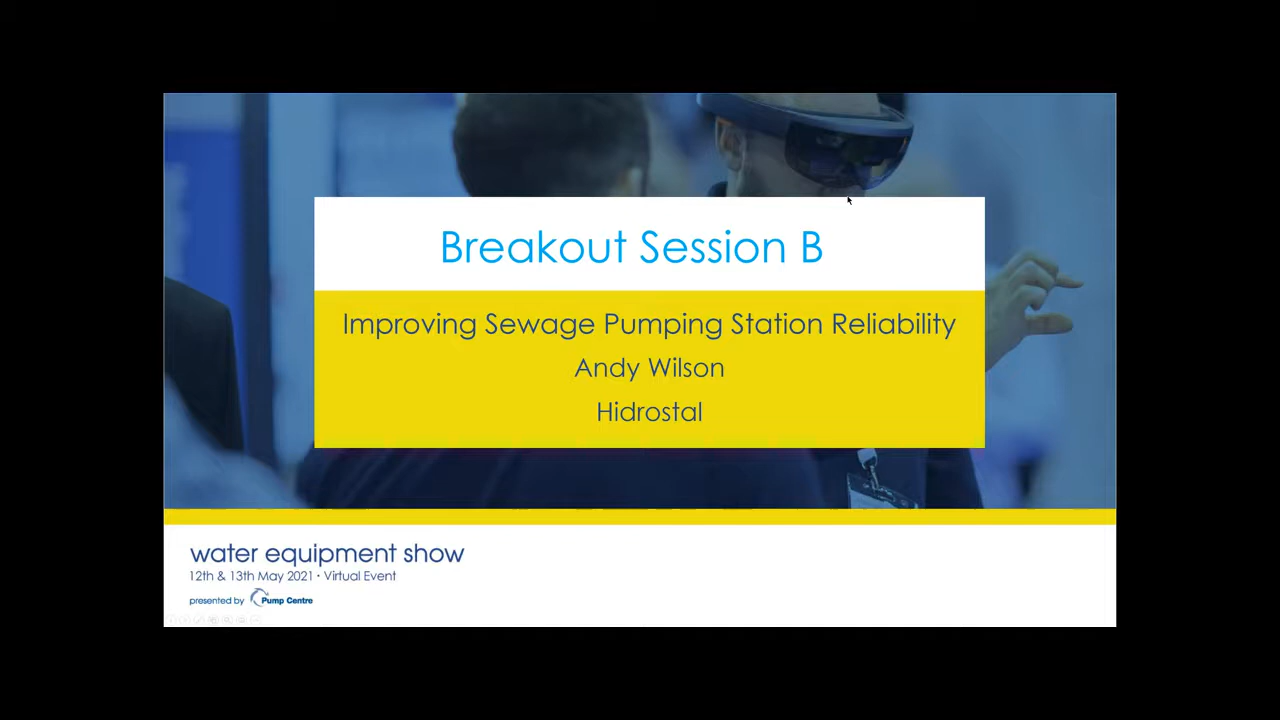 Breakout Session B
Improving Sewage Pumping Station Reliability
Andy Wilson
Hidrostal
water equipment show
12th & 13th May 2021 • Virtual Event
presented by Pump Centre